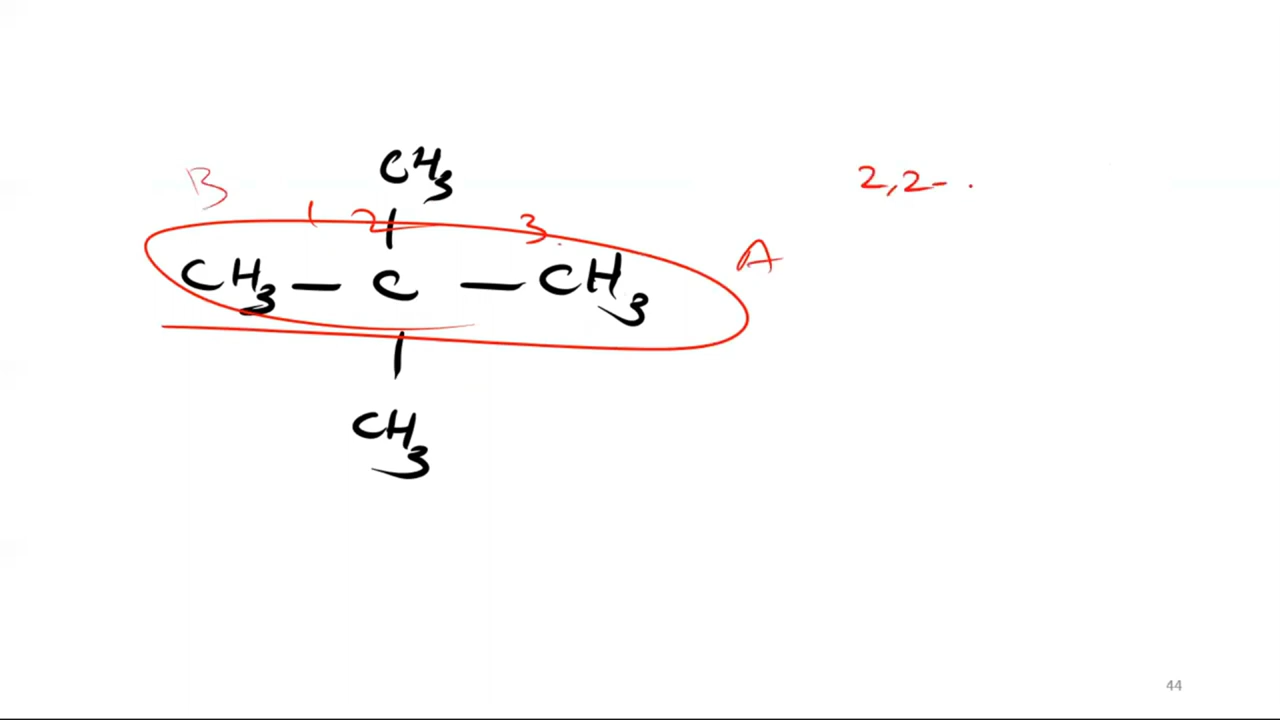 CH3
B
2,2-.
1 2 3.
A
CH3 — C — CH3
CH3
44